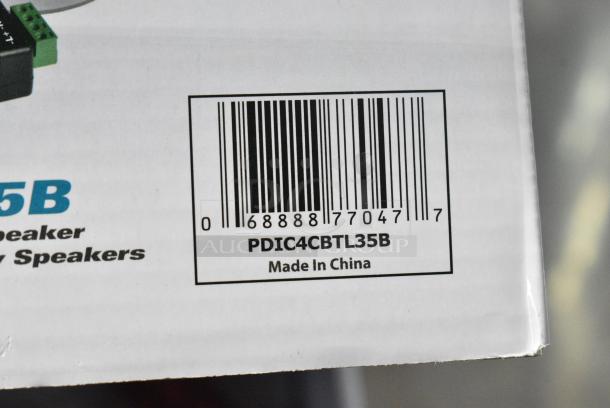 5B
peaker
y Speakers
0 68888 77047 7
PDIC4CBTL35B
Made In China